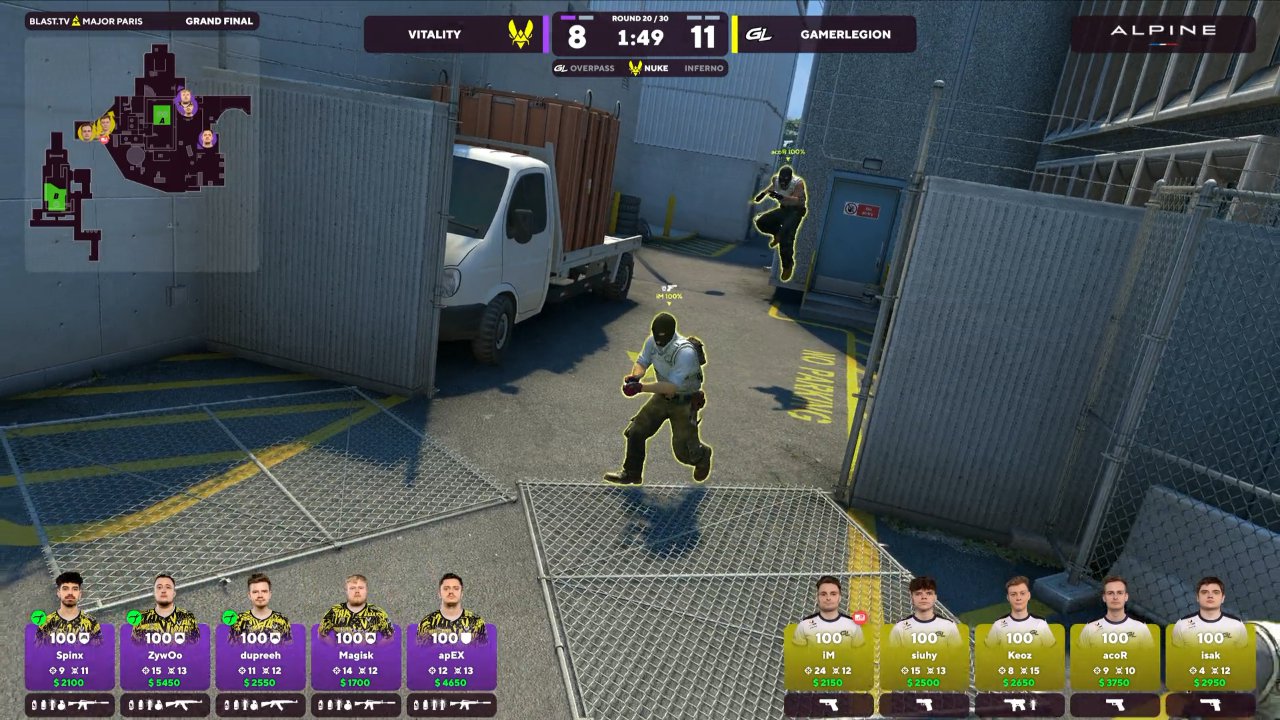 BLAST.TV MAJOR PARIS GRAND FINAL
VITALITY 8 ROUND 20 / 30 1:49 11 GL GAMERLEGION
GL OVERPASS NUKE INFERNO
ALPINE
A
B
acoR 100%
iM 100%
NO PARKING
100 100 100 100 100
Spinx ZywOo dupreeh Magisk apEX
9 11 15 13 11 12 14 12 12 13
$ 2100 $ 5450 $ 2550 $ 1700 $ 4650
100 100 100 100 100
iM siuhy Keoz acoR isak
24 12 15 13 8 15 9 10 4 12
$ 2150 $ 2500 $ 2650 $ 3750 $ 2950